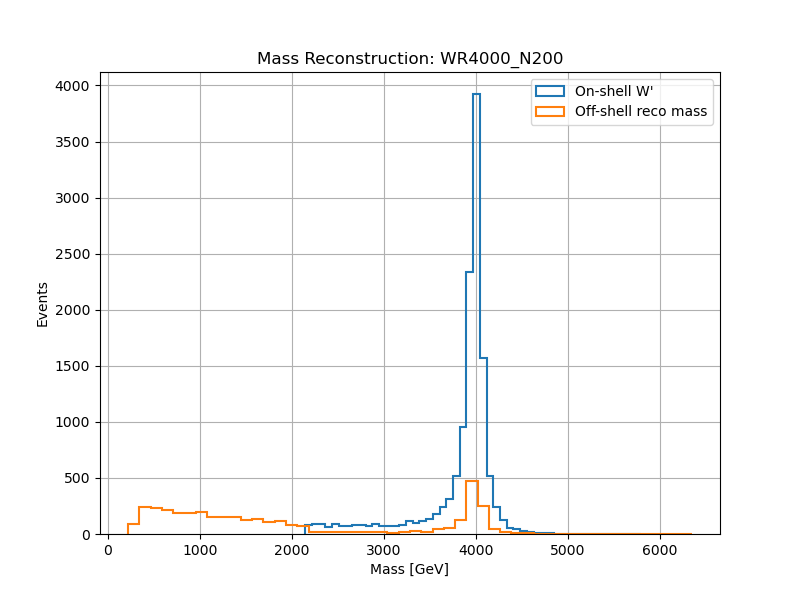 Mass Reconstruction: WR4000_N200
On-shell W'
Off-shell reco mass
4000
3500
3000
2500
2000
1500
1000
500
0
Events
0 1000 2000 3000 4000 5000 6000
Mass [GeV]